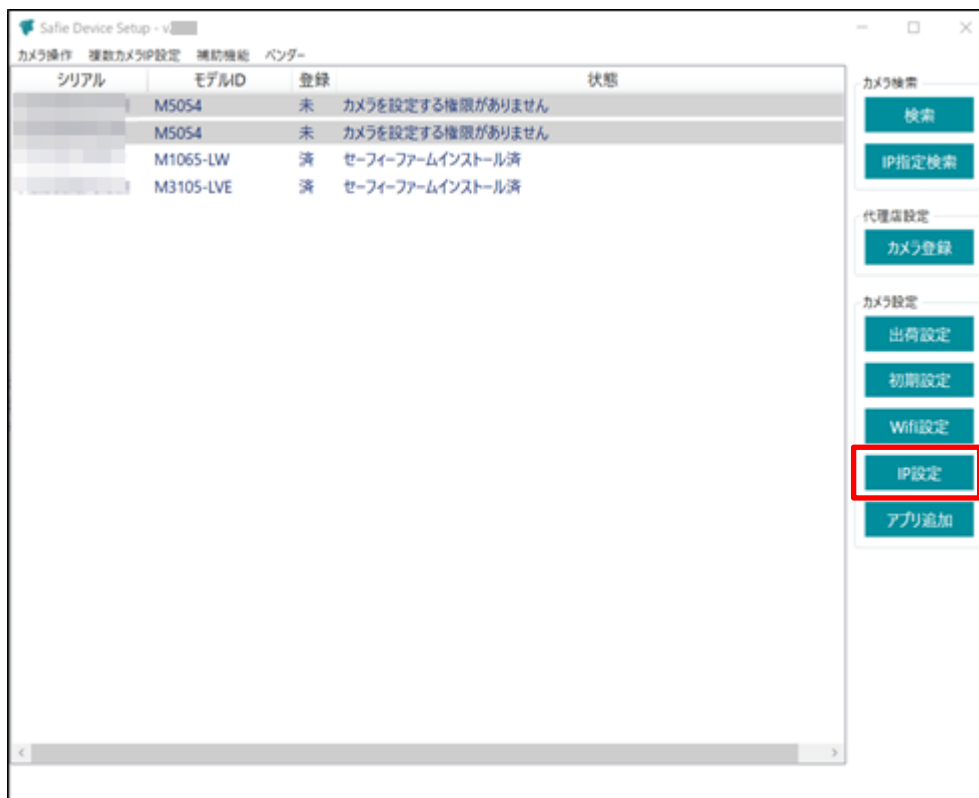 Safie Device Setup - v.
カメラ操作 複数カメラIP設定 補助機能 ベンダー
シリアル モデルID 登録 状態
M5054 未 カメラを設定する権限がありません
M5054 未 カメラを設定する権限がありません
M1065-LW 済 セーフィーファームインストール済
M3105-LVE 済 セーフィーファームインストール済
カメラ検索
検索
IP指定検索
代理店設定
カメラ登録
カメラ設定
出荷設定
初期設定
Wifi設定
IP設定
アプリ追加